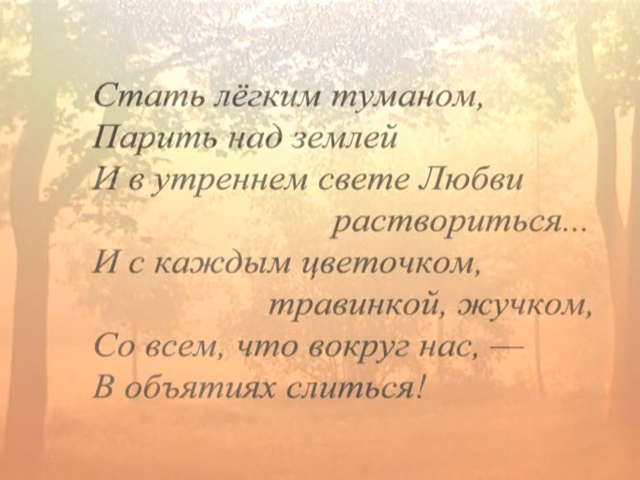 Стать лёгким туманом,
Парить над землей
И в утреннем свете Любви
раствориться...
И с каждым цветочком,
травинкой, жучком,
Со всем, что вокруг нас, —
В объятиях слиться!